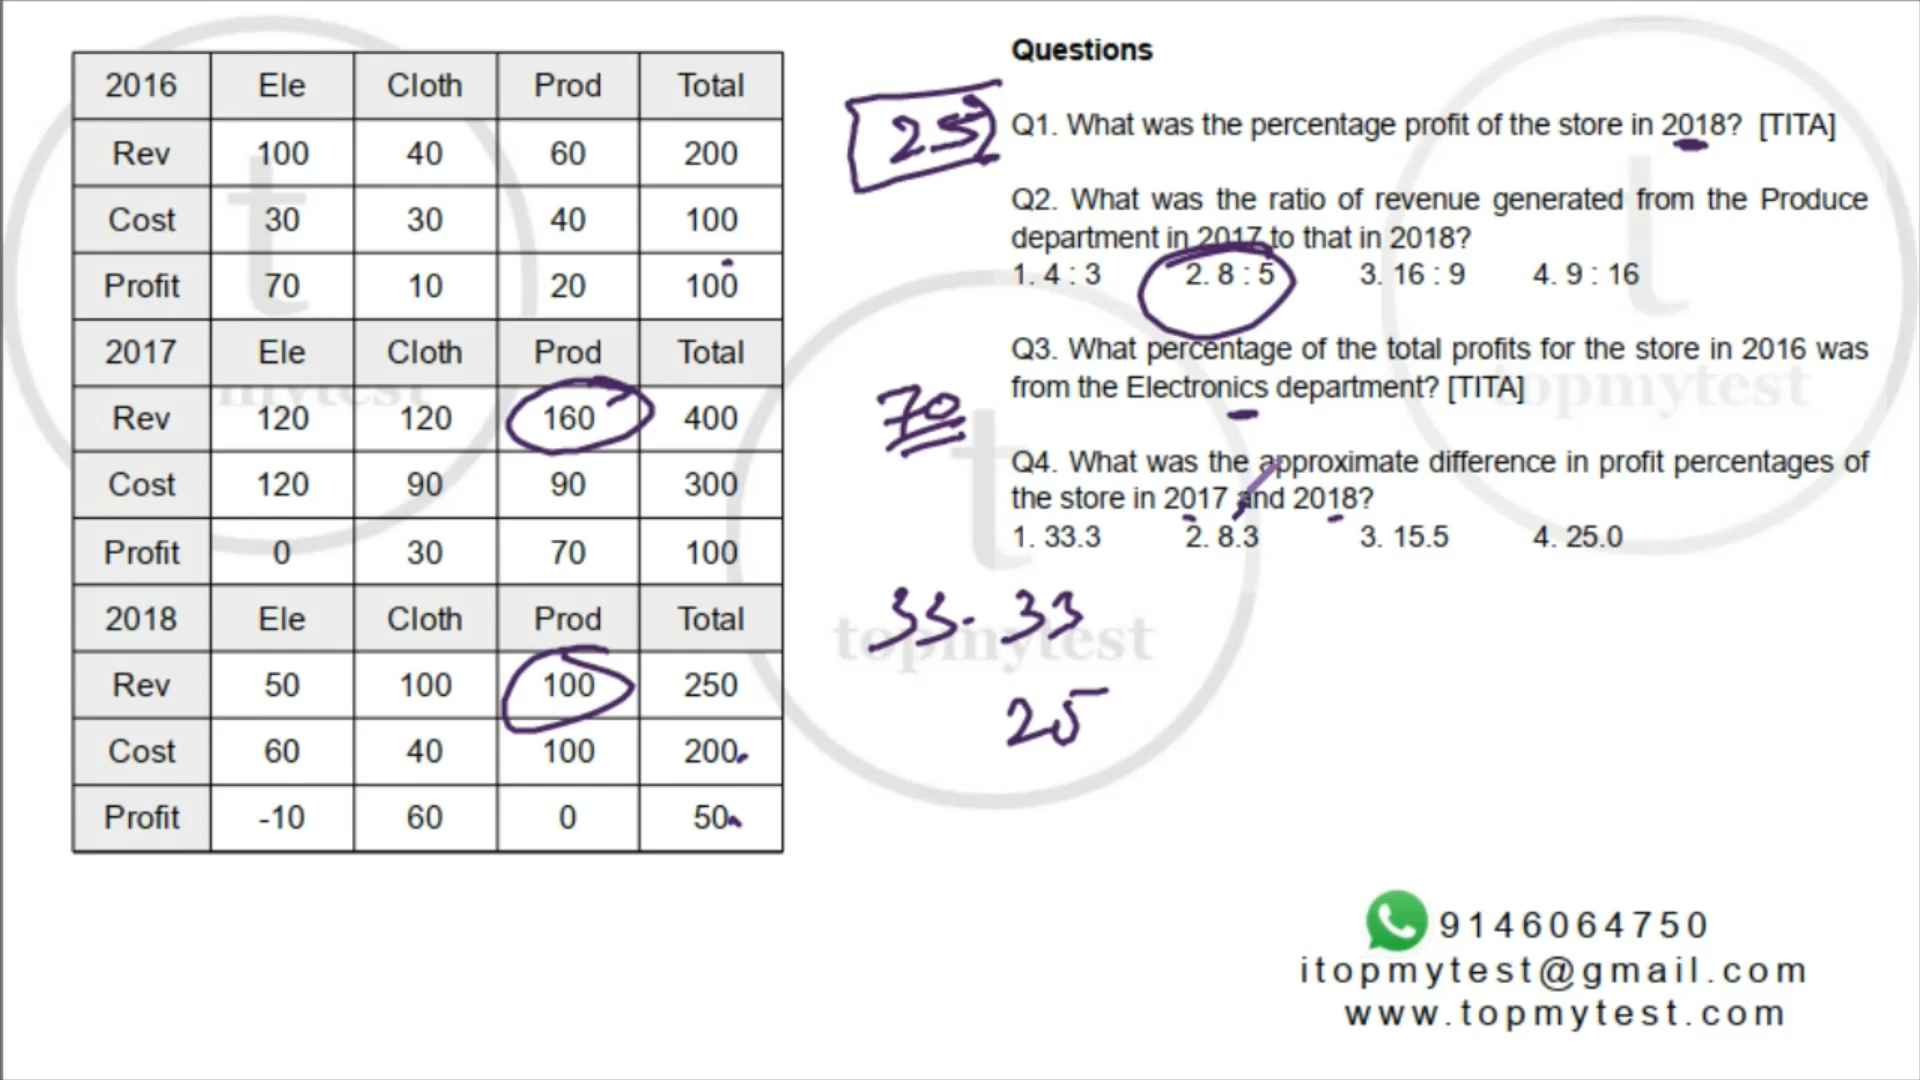 2016 Ele Cloth Prod Total
Rev 100 40 60 200
Cost 30 30 40 100
Profit 70 10 20 100
2017 Ele Cloth Prod Total
Rev 120 120 160 400
Cost 120 90 90 300
Profit 0 30 70 100
2018 Ele Cloth Prod Total
Rev 50 100 100 250
Cost 60 40 100 200
Profit -10 60 0 50
Questions
25
Q1. What was the percentage profit of the store in 2018? [TITA]
Q2. What was the ratio of revenue generated from the Produce
department in 2017 to that in 2018?
1. 4 : 3 2. 8 : 5 3. 16 : 9 4. 9 : 16
Q3. What percentage of the total profits for the store in 2016 was
from the Electronics department? [TITA]
70
Q4. What was the approximate difference in profit percentages of
the store in 2017 and 2018?
1. 33.3 2. 8.3 3. 15.5 4. 25.0
33.33
25
t
mytest
t
topmytest
t
topmytest
9146064750
itopmytest@gmail.com
www.topmytest.com